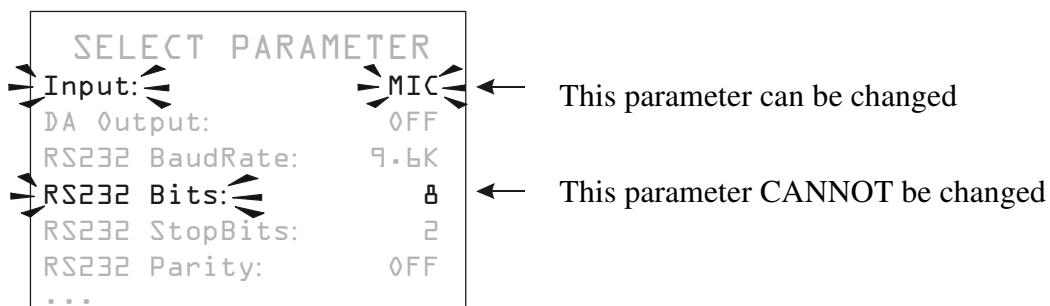 SELECT PARAMETER
Input: MIC
This parameter can be changed
DA Output: OFF
RS232 BaudRate: 9.6K
RS232 Bits: 8
This parameter CANNOT be changed
RS232 StopBits: 2
RS232 Parity: OFF
...